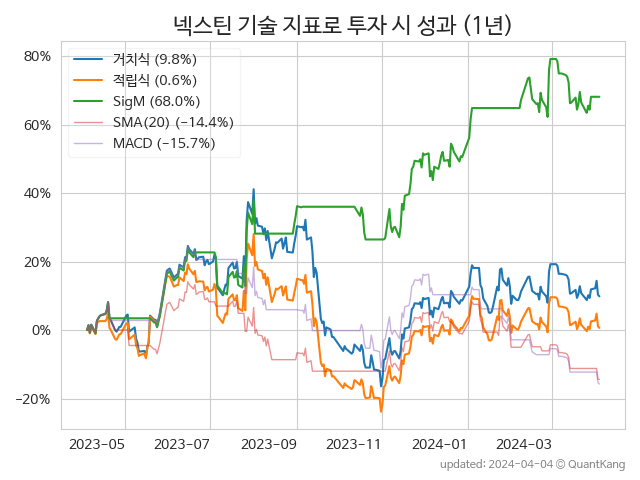 넥스틴 기술 지표로 투자 시 성과 (1년)
거치식 (9.8%)
적립식 (0.6%)
SigM (68.0%)
SMA(20) (−14.4%)
MACD (−15.7%)
80%
60%
40%
20%
0%
−20%
2023-05 2023-07 2023-09 2023-11 2024-01 2024-03
updated: 2024-04-04 ⓒ QuantKang